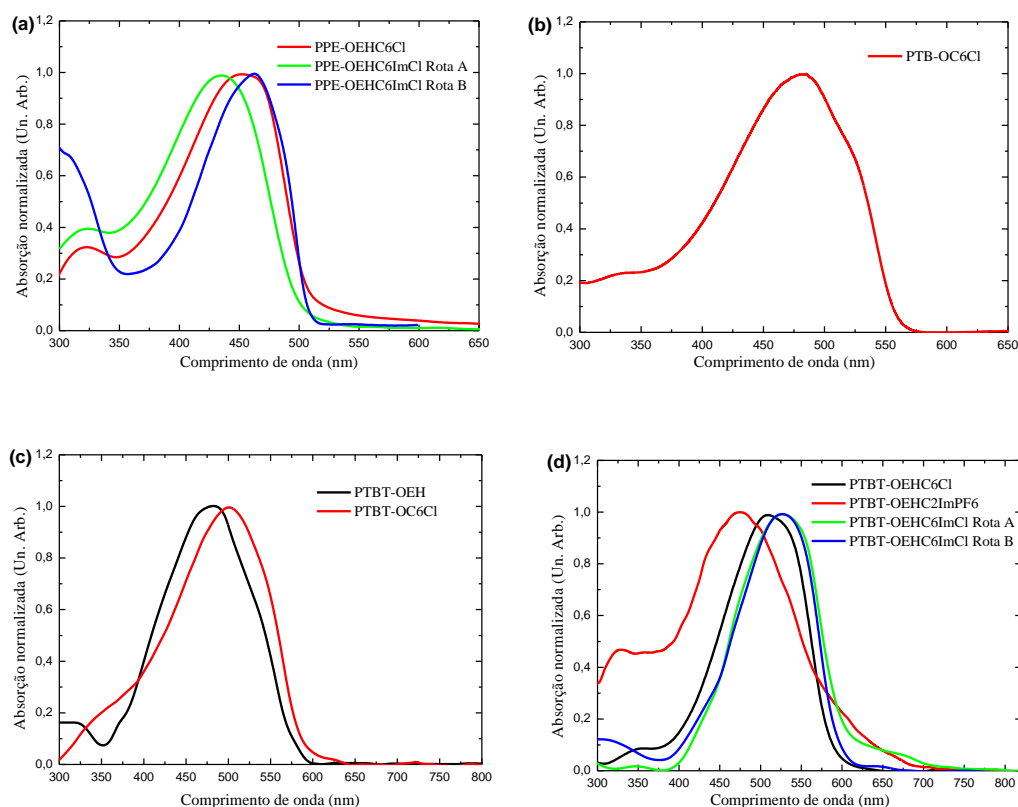 (a)
1,2
1,0
0,8
0,6
0,4
0,2
0,0
Absorção normalizada (Un. Arb.)
PPE-OEHC6Cl
PPE-OEHC6ImCl Rota A
PPE-OEHC6ImCl Rota B
300 350 400 450 500 550 600 650
Comprimento de onda (nm)
(b)
1,2
1,0
0,8
0,6
0,4
0,2
0,0
Absorção normalizada (Un. Arb.)
PTB-OC6Cl
300 350 400 450 500 550 600 650
Comprimento de onda (nm)
(c)
1,2
1,0
0,8
0,6
0,4
0,2
0,0
Absorção normalizada (Un. Arb.)
PTBT-OEH
PTBT-OC6Cl
300 350 400 450 500 550 600 650 700 750 800
Comprimento de onda (nm)
(d)
1,2
1,0
0,8
0,6
0,4
0,2
0,0
Absorção normalizada (Un. Arb.)
PTBT-OEHC6Cl
PTBT-OEHC2ImPF6
PTBT-OEHC6ImCl Rota A
PTBT-OEHC6ImCl Rota B
300 350 400 450 500 550 600 650 700 750 800
Comprimento de onda (nm)